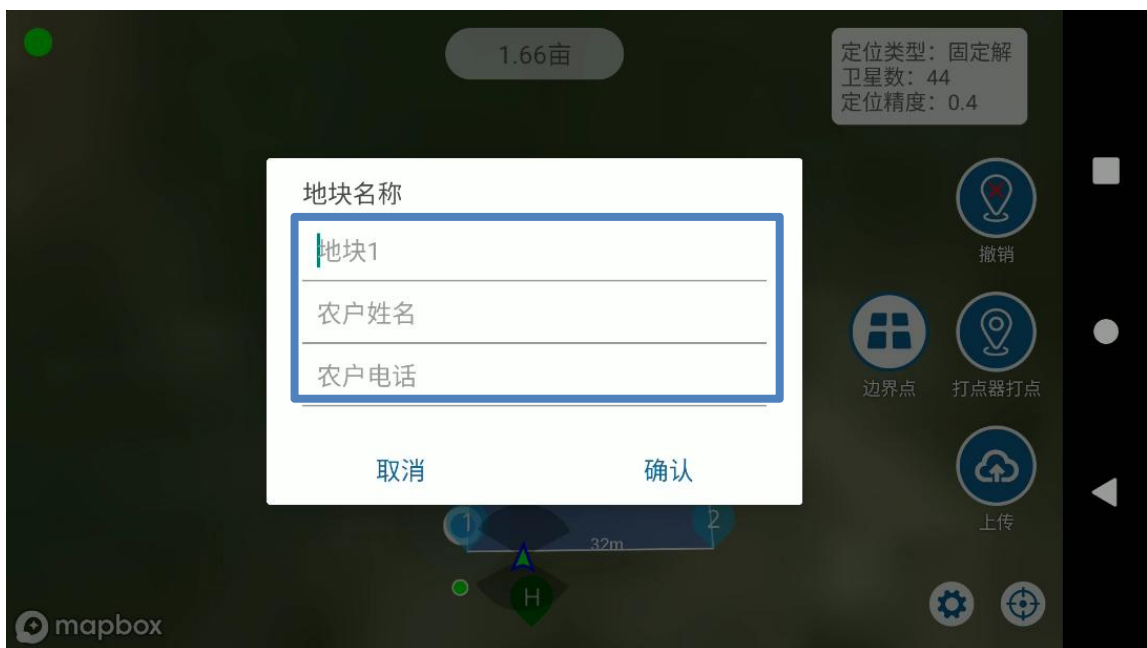 1.66亩
定位类型：固定解
卫星数：44
定位精度：0.4
地块名称
地块1
农户姓名
农户电话
取消
确认
撤销
边界点
打点器打点
上传
1
2
32m
H
mapbox